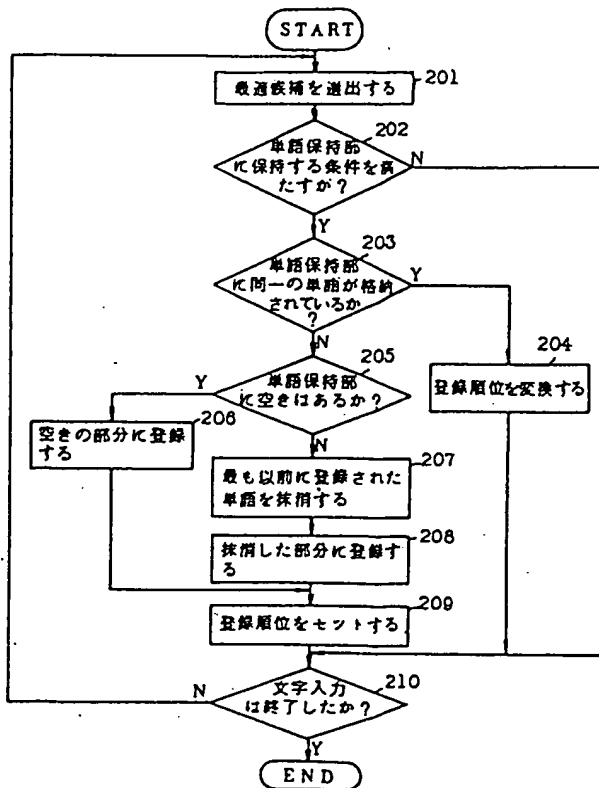 START
最適候補を選出する
201
202
単語保持部
に保持する条件を満
たすか?
N
Y
203
単語保持部
に同一の単語が格納
されているか
?
Y
N
204
登録順位を変換する
205
単語保持部
に空きはあるか?
Y
N
206
空きの部分に登録
する
207
最も以前に登録された
単語を抹消する
208
抹消した部分に登録す
る
209
登録順位をセットする
210
文字入力
は終了したか?
N
Y
END